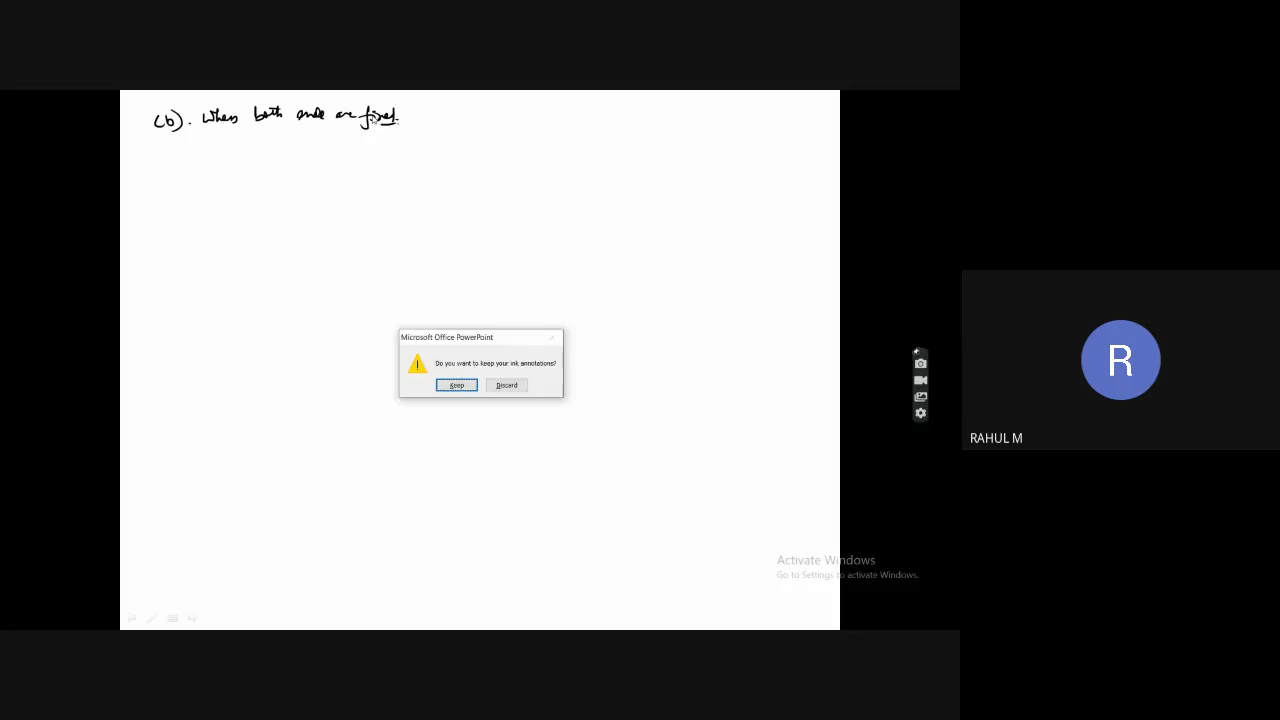 (b). When both ends are fixed.
Microsoft Office PowerPoint
! Do you want to keep your ink annotations?
Keep Discard
R
RAHUL M
Activate Windows
Go to Settings to activate Windows.